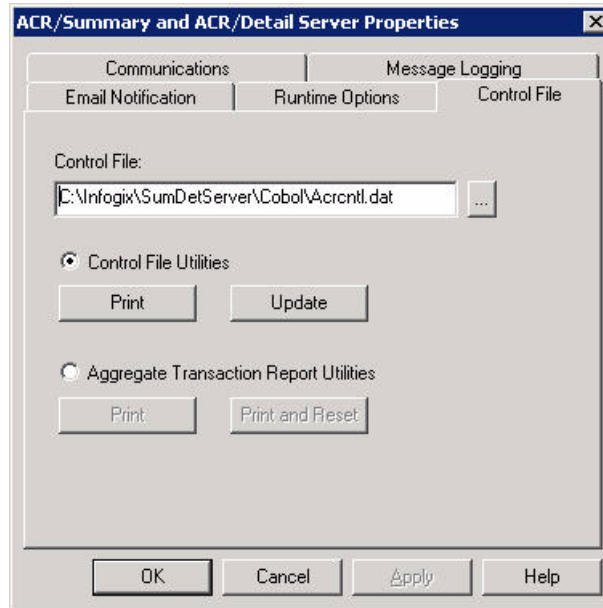 ACR/Summary and ACR/Detail Server Properties
Communications Message Logging
Email Notification Runtime Options Control File
Control File:
C:\Infogix\SumDetServer\Cobol\Acrcntl.dat ...
Control File Utilities
Print Update
Aggregate Transaction Report Utilities
Print Print and Reset
OK Cancel Apply Help